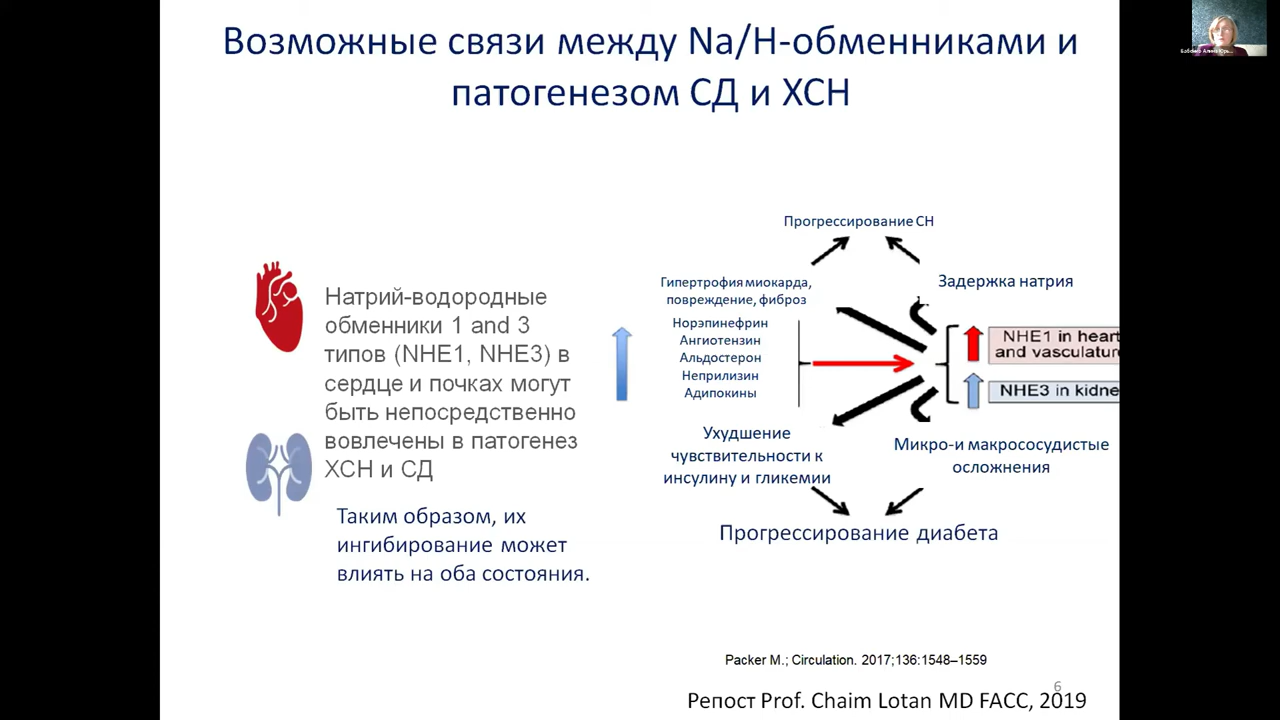 Возможные связи между Na/H-обменниками и
патогенезом СД и ХСН
Натрий-водородные
обменники 1 and 3
типов (NHE1, NHE3) в
сердце и почках могут
быть непосредственно
вовлечены в патогенез
ХСН и СД
Таким образом, их
ингибирование может
влиять на оба состояния.
Прогрессирование СН
Гипертрофия миокарда,
повреждение, фиброз
Задержка натрия
Норэпинефрин
Ангиотензин
Альдостерон
Неприлизин
Адипокины
NHE1 in heart
and vasculature
NHE3 in kidne
Ухудшение
чувствительности к
инсулину и гликемии
Микро-и макрососудистые
осложнения
Прогрессирование диабета
Packer M.; Circulation. 2017;136:1548–1559
6
Репост Prof. Chaim Lotan MD FACC, 2019